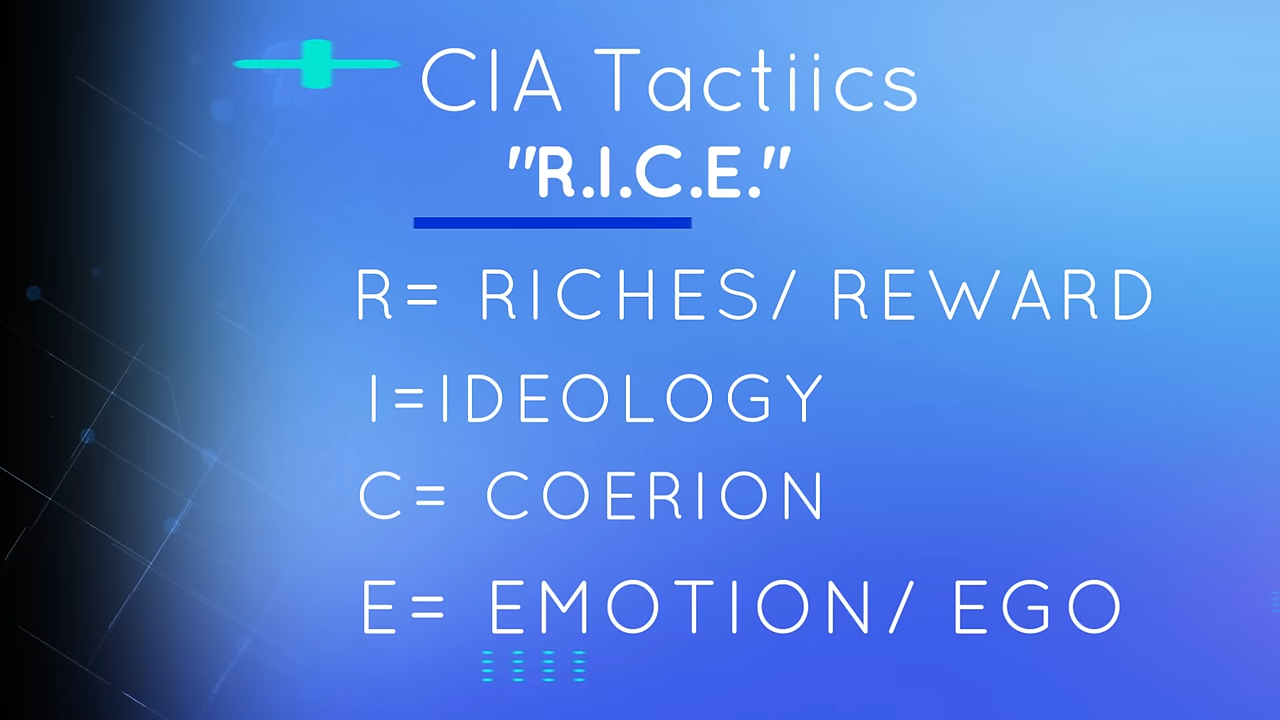 CIA Tactiics
"R.I.C.E."
R= RICHES/ REWARD
I=IDEOLOGY
C= COERION
E= EMOTION/ EGO